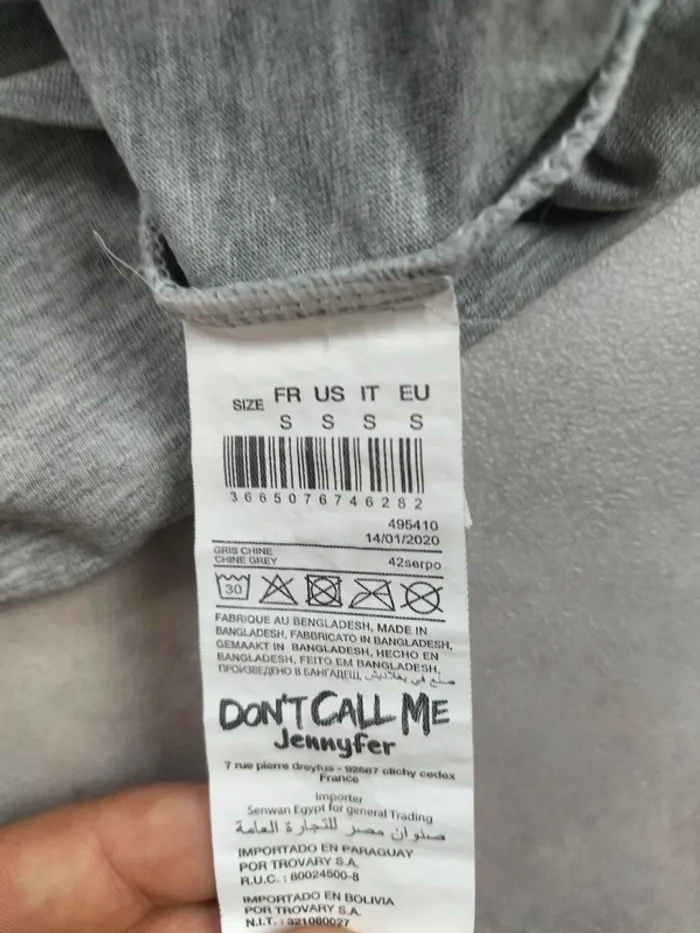 SIZE FR US IT EU
S S S S
3665076746282
495410
14/01/2020
GRIS CHINE
CHINE GREY
42serpo
30
FABRIQUE AU BENGLADESH, MADE IN
BANGLADESH, FABBRICATO IN BANGLADESH,
GEMAAKT IN BANGLADESH, HECHO EN
BANGLADESH, FEITO EM BANGLADESH,
ПРОИЗВЕДЕНО В БАНГАДЕШ, صنع في
DON'T CALL ME
Jennyfer
7 rue pierre dreyfus - 92587 clichy cedex
France
Importer
Senwan Egypt for general Trading
صنوان مصر للتجارة العامة
IMPORTADO EN PARAGUAY
POR TROVARY S.A.
R.U.C. : 80024500-8
IMPORTADO EN BOLIVIA
POR TROVARY S.A.
N.I.T. : 321080027